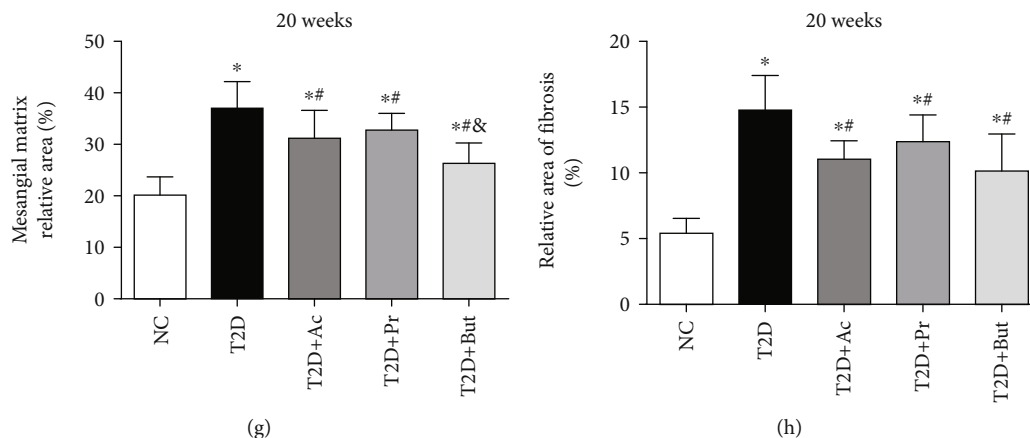 20 weeks
Mesangial matrix
relative area (%)
50
40
30
20
10
0
*
*#
*#
*#&
NC
T2D
T2D+Ac
T2D+Pr
T2D+But
(g)
20 weeks
Relative area of fibrosis
(%)
20
15
10
5
0
*
*#
*#
*#
NC
T2D
T2D+Ac
T2D+Pr
T2D+But
(h)